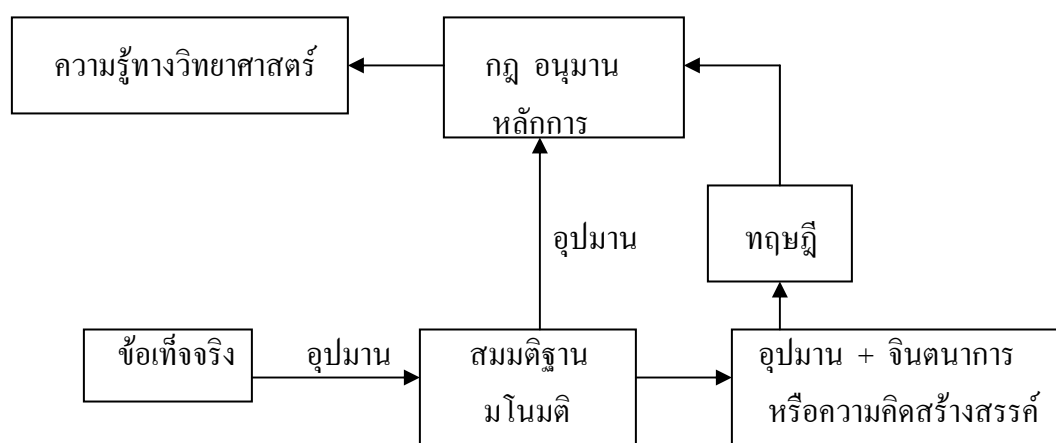 ความรู้ทางวิทยาศาสตร์
กฎ อนุมาน
หลักการ
อุปมาน
ทฤษฎี
ข้อเท็จจริง
อุปมาน
สมมติฐาน
มโนมติ
อุปมาน + จินตนาการ
หรือความคิดสร้างสรรค์